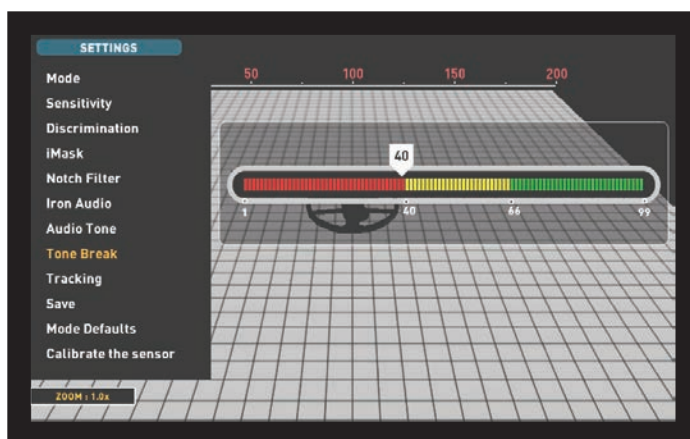 SETTINGS
Mode
Sensitivity
Discrimination
iMask
Notch Filter
Iron Audio
Audio Tone
Tone Break
Tracking
Save
Mode Defaults
Calibrate the sensor
ZOOM : 1.0x
50 100 150 200
40
1 40 66 99